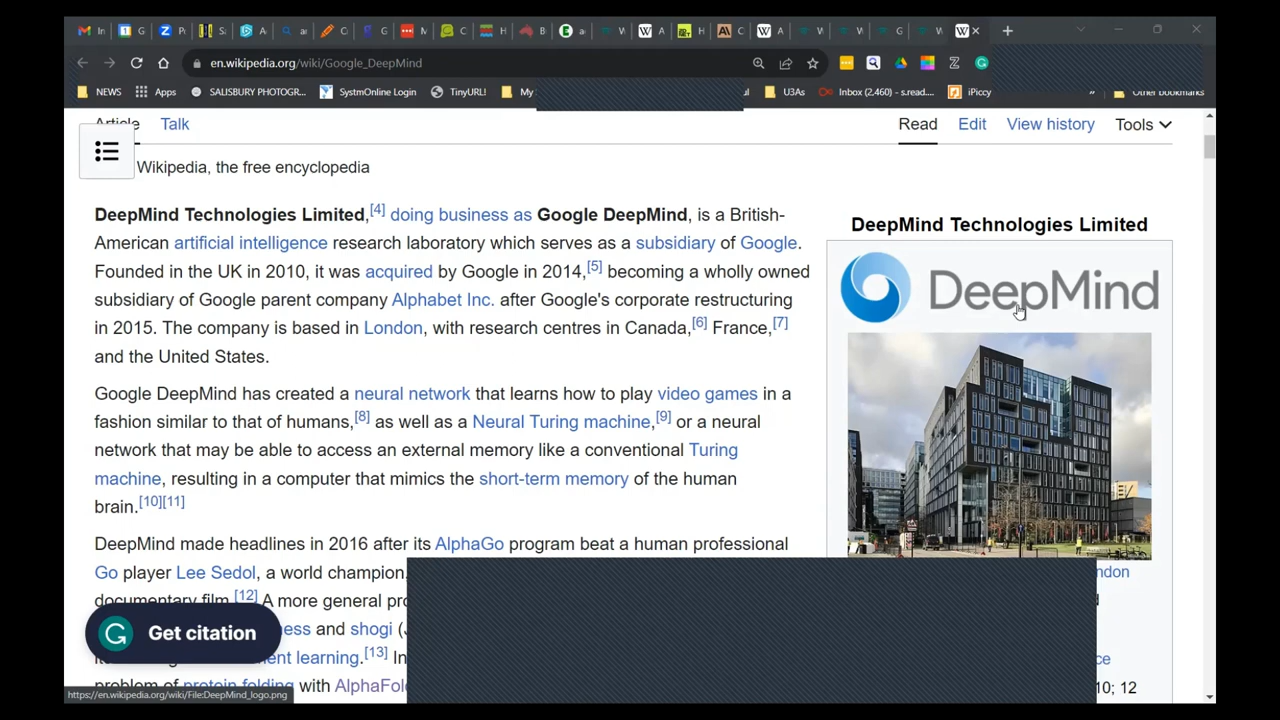 en.wikipedia.org/wiki/Google_DeepMind
NEWS
Apps
SALISBURY PHOTOGR...
SystmOnline Login
TinyURL!
My
U3As
Inbox (2,460) - s.read....
iPiccy
»
Other bookmarks
Article
Talk
Read
Edit
View history
Tools
Wikipedia, the free encyclopedia
DeepMind Technologies Limited,[4] doing business as Google DeepMind, is a British-
American artificial intelligence research laboratory which serves as a subsidiary of Google.
Founded in the UK in 2010, it was acquired by Google in 2014,[5] becoming a wholly owned
subsidiary of Google parent company Alphabet Inc. after Google's corporate restructuring
in 2015. The company is based in London, with research centres in Canada,[6] France,[7]
and the United States.
Google DeepMind has created a neural network that learns how to play video games in a
fashion similar to that of humans,[8] as well as a Neural Turing machine,[9] or a neural
network that may be able to access an external memory like a conventional Turing
machine, resulting in a computer that mimics the short-term memory of the human
brain.[10][11]
DeepMind made headlines in 2016 after its AlphaGo program beat a human professional
Go player Lee Sedol, a world champion,
documentary film.[12] A more general
and shogi
learning.[13] In
problem of protein folding with
Get citation
https://en.wikipedia.org/wiki/File:DeepMind_logo.png
DeepMind Technologies Limited
DeepMind
10; 12